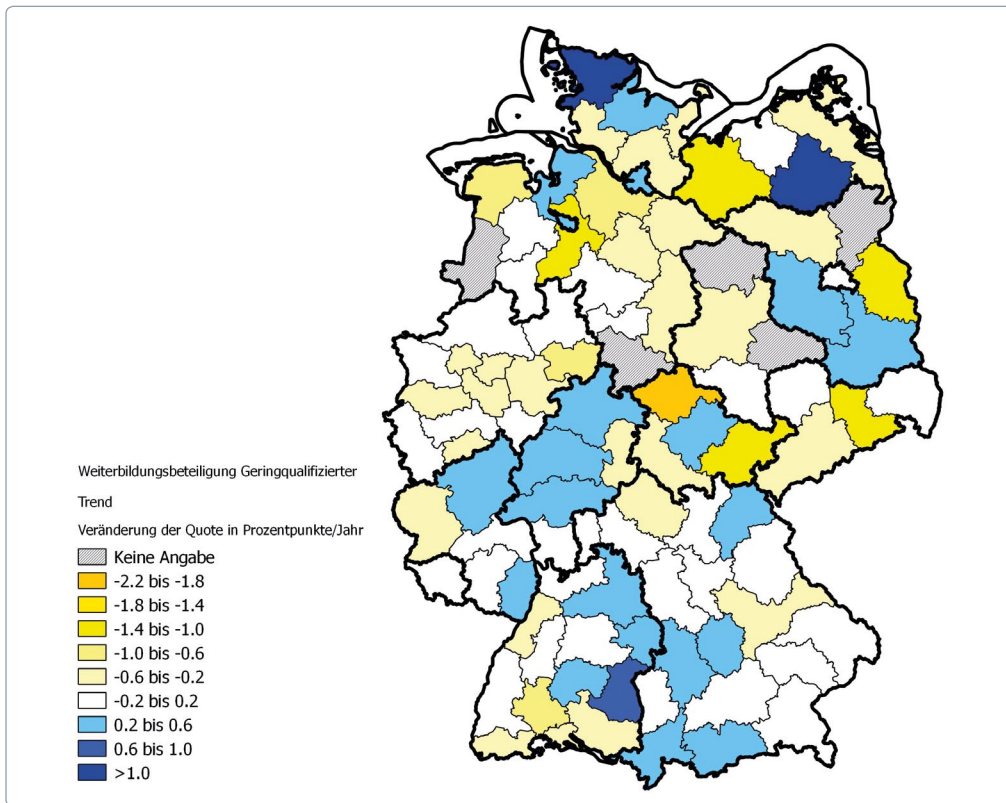 Weiterbildungsbeteiligung Geringqualifizierter
Trend
Veränderung der Quote in Prozentpunkte/Jahr
Keine Angabe
-2.2 bis -1.8
-1.8 bis -1.4
-1.4 bis -1.0
-1.0 bis -0.6
-0.6 bis -0.2
-0.2 bis 0.2
0.2 bis 0.6
0.6 bis 1.0
>1.0